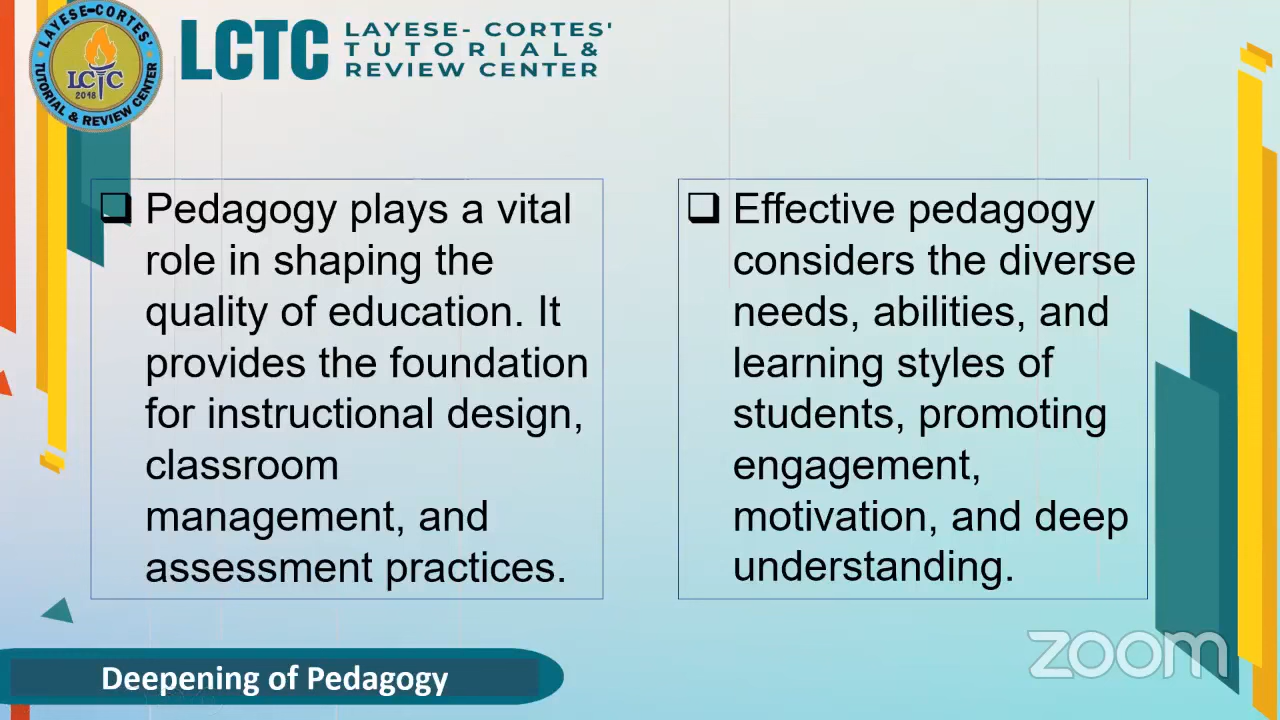 LAYESE-CORTES'
LCTC
2018
TUTORIAL & REVIEW CENTER
LCTC
LAYESE- CORTES'
TUTORIAL &
REVIEW CENTER
❑ Pedagogy plays a vital
role in shaping the
quality of education. It
provides the foundation
for instructional design,
classroom
management, and
assessment practices.
❑ Effective pedagogy
considers the diverse
needs, abilities, and
learning styles of
students, promoting
engagement,
motivation, and deep
understanding.
Deepening of Pedagogy
zoom